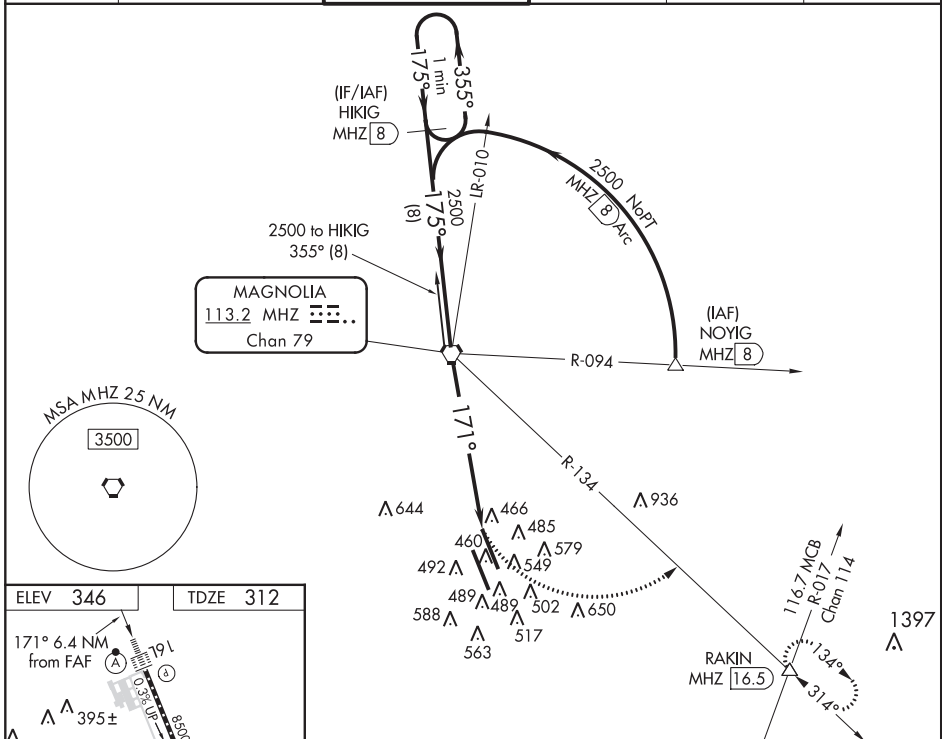 175°
1 min
355°
(IF/IAF)
HIKIG
MHZ 8
LR-010
2500 NoPT
MHZ 8 Arc
2500
175°
(8)
2500 to HIKIG
355° (8)
MAGNOLIA
113.2 MHZ
Chan 79
(IAF)
NOYIG
MHZ 8
R-094
MSA MHZ 25 NM
3500
171°
R-134
936
644
466
485
460
579
492
549
489
489
502
650
588
517
563
116.7 MCB
R-017
Chan 114
1397
RAKIN
MHZ 16.5
134°
314°
ELEV 346
TDZE 312
171° 6.4 NM
from FAF
A
19L
P
0.3% UP
8500
395±